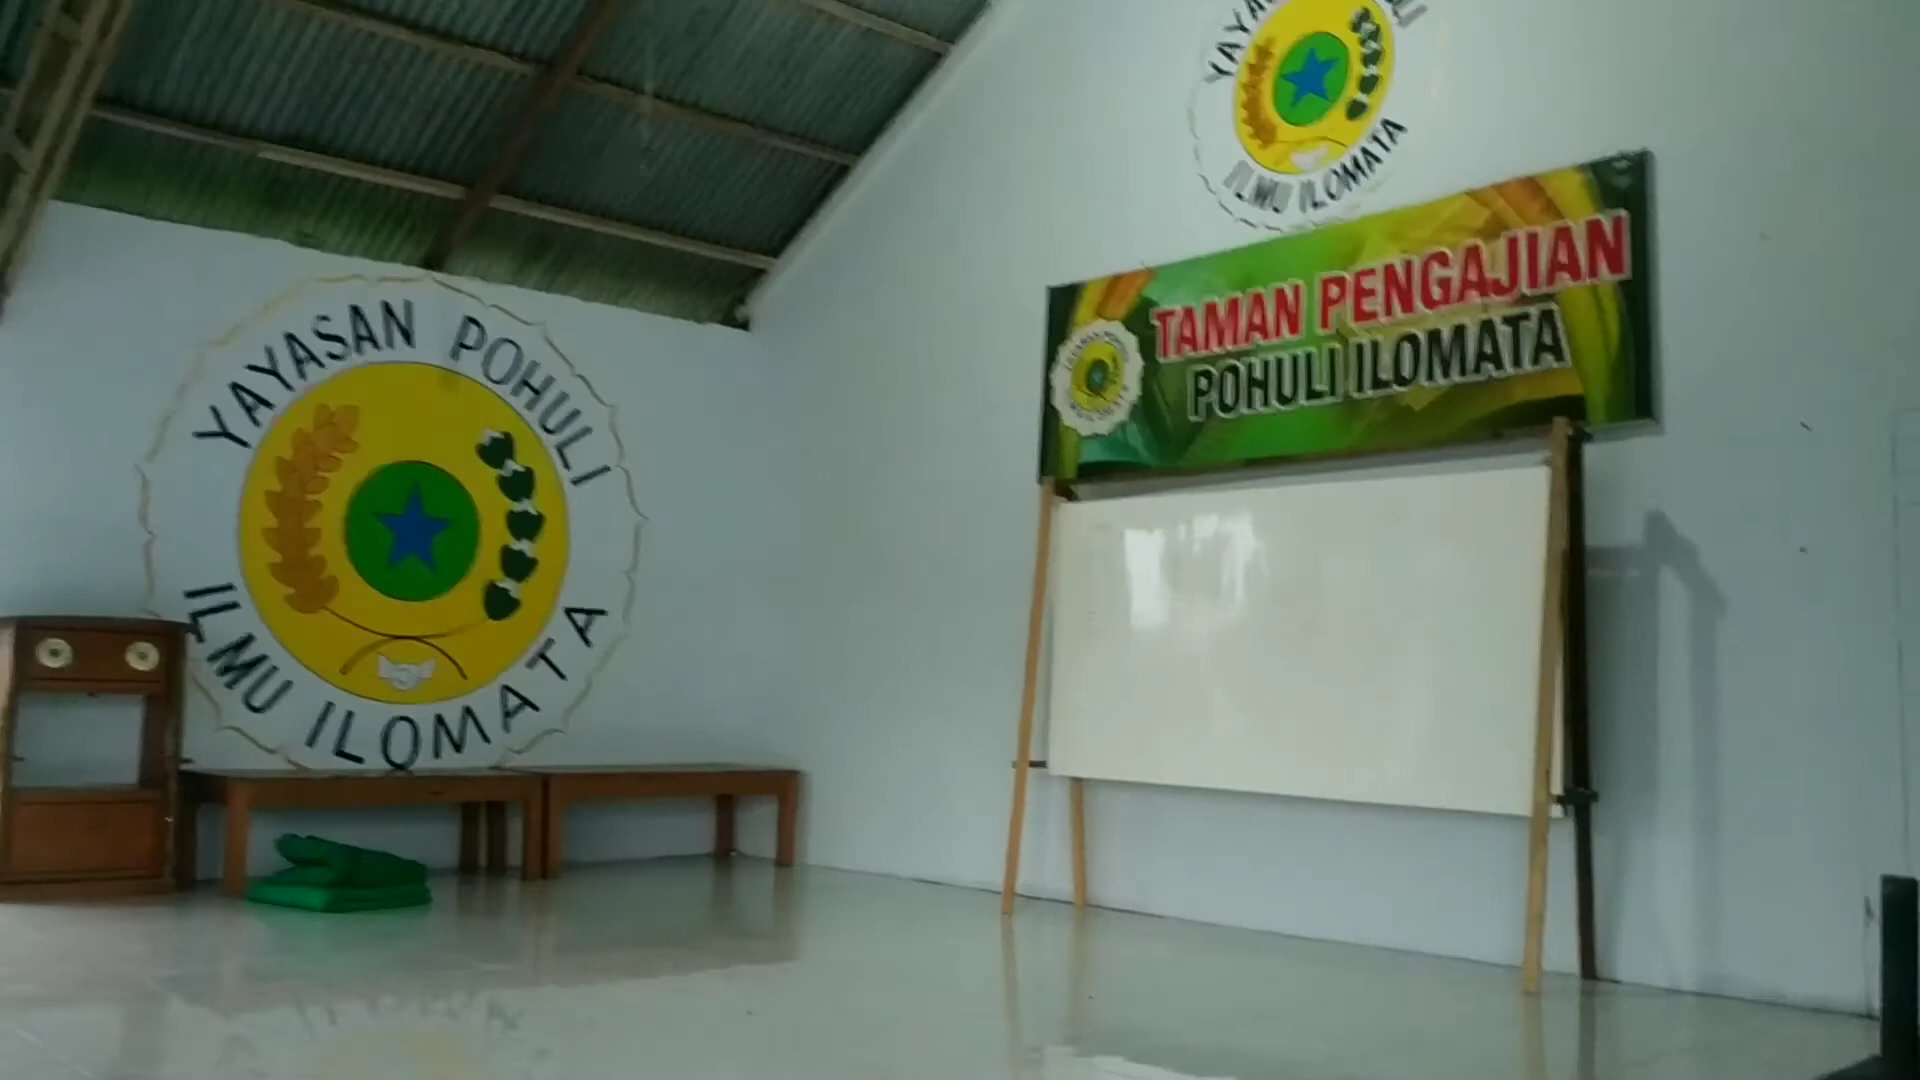 YAYASAN POHULI
ILMU ILOMATA
ILMU ILOMATA
TAMAN PENGAJIAN
POHULI ILOMATA